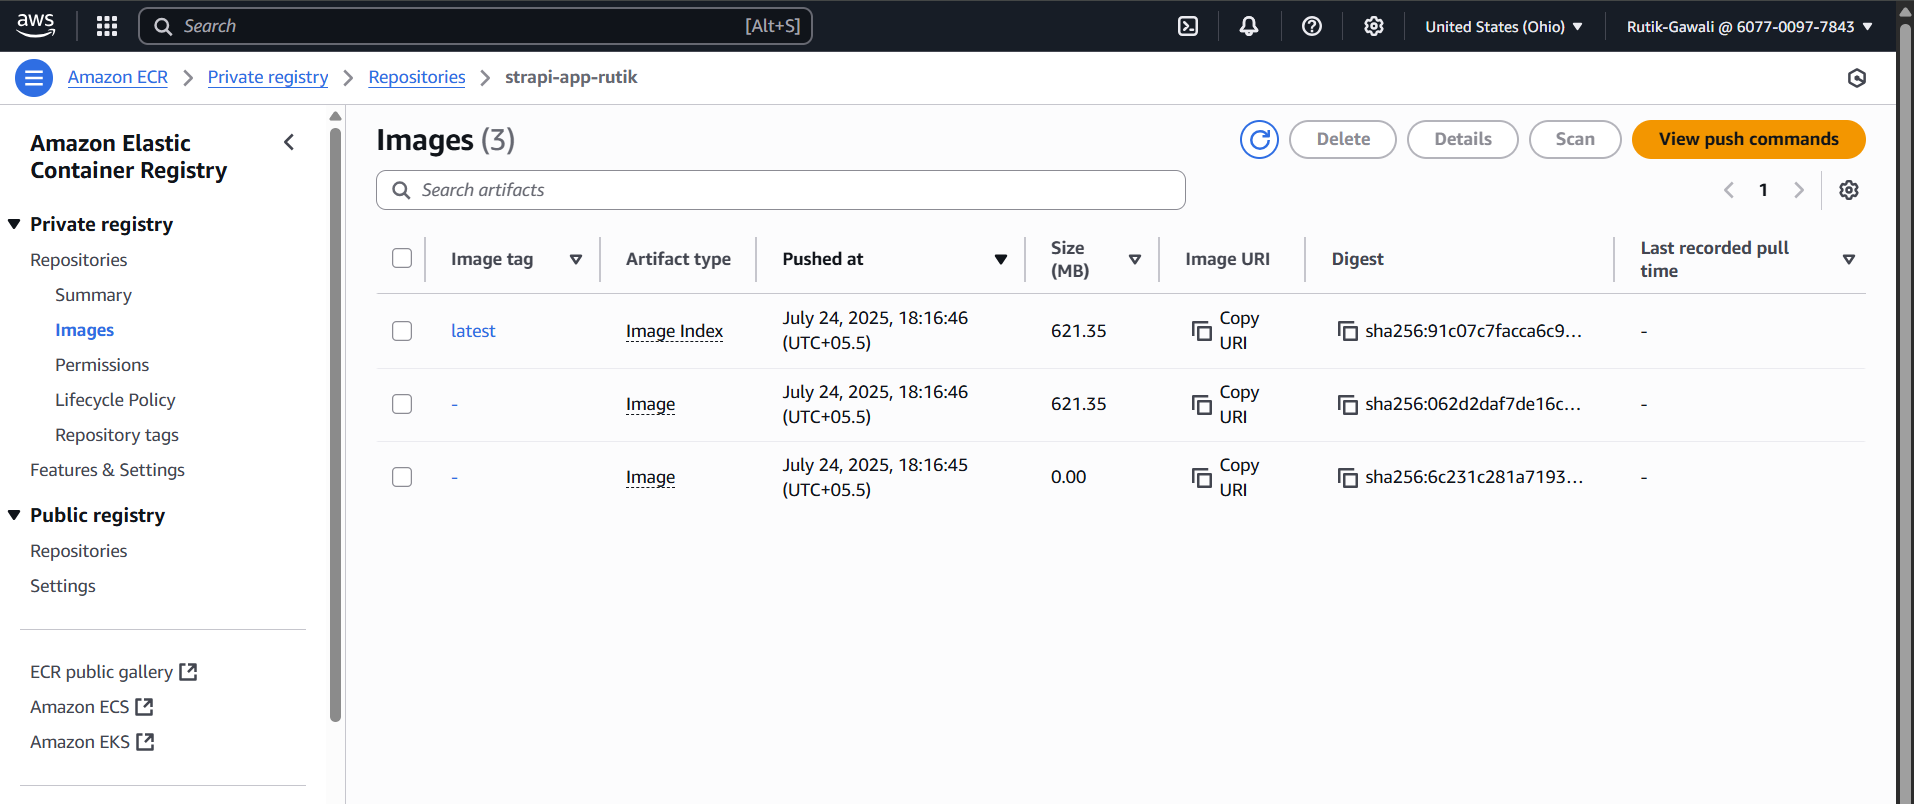 aws
Search
[Alt+S]
United States (Ohio)
Rutik-Gawali @ 6077-0097-7843
Amazon ECR
Private registry
Repositories
strapi-app-rutik
Amazon Elastic
Container Registry
Private registry
Repositories
Summary
Images
Permissions
Lifecycle Policy
Repository tags
Features & Settings
Public registry
Repositories
Settings
ECR public gallery
Amazon ECS
Amazon EKS
Images (3)
Delete
Details
Scan
View push commands
Search artifacts
1
Image tag
Artifact type
Pushed at
Size
(MB)
Image URI
Digest
Last recorded pull
time
latest
Image Index
July 24, 2025, 18:16:46
(UTC+05.5)
621.35
Copy
URI
sha256:91c07c7facca6c9...
-
-
Image
July 24, 2025, 18:16:46
(UTC+05.5)
621.35
Copy
URI
sha256:062d2daf7de16c...
-
-
Image
July 24, 2025, 18:16:45
(UTC+05.5)
0.00
Copy
URI
sha256:6c231c281a7193...
-